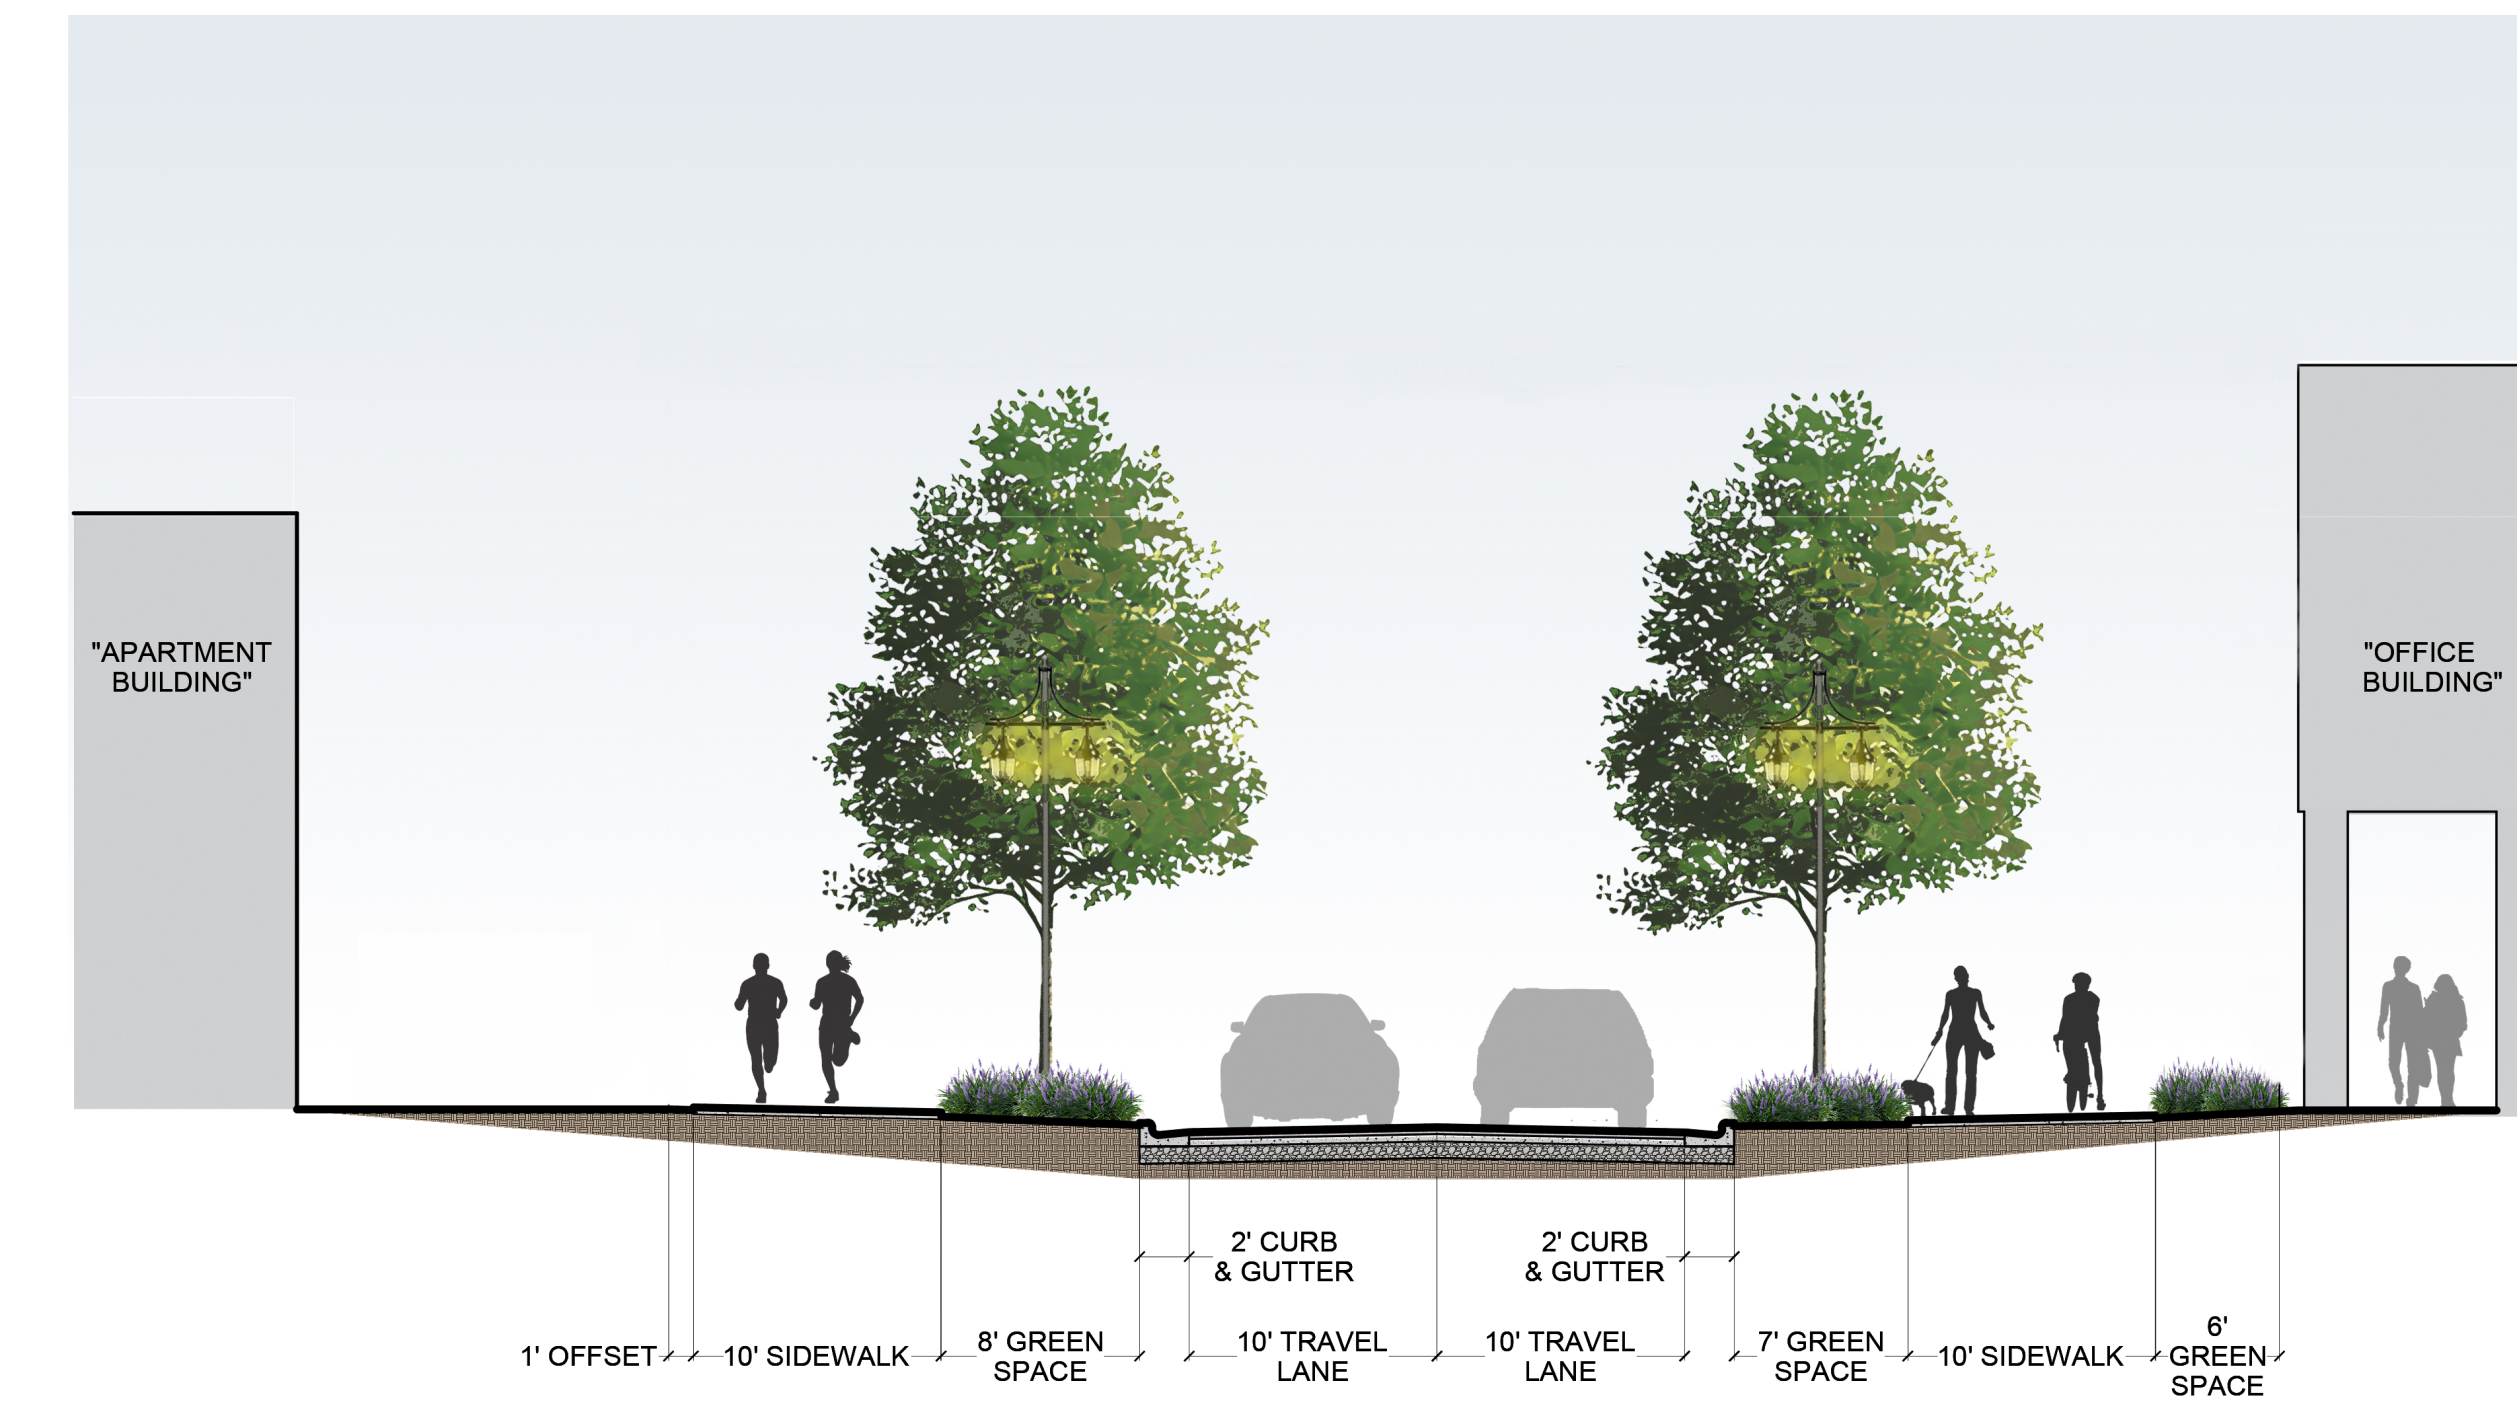 "APARTMENT
BUILDING"
"OFFICE
BUILDING"
2' CURB
& GUTTER
2' CURB
& GUTTER
1' OFFSET
10' SIDEWALK
8' GREEN
SPACE
10' TRAVEL
LANE
10' TRAVEL
LANE
7' GREEN
SPACE
10' SIDEWALK
6'
GREEN
SPACE